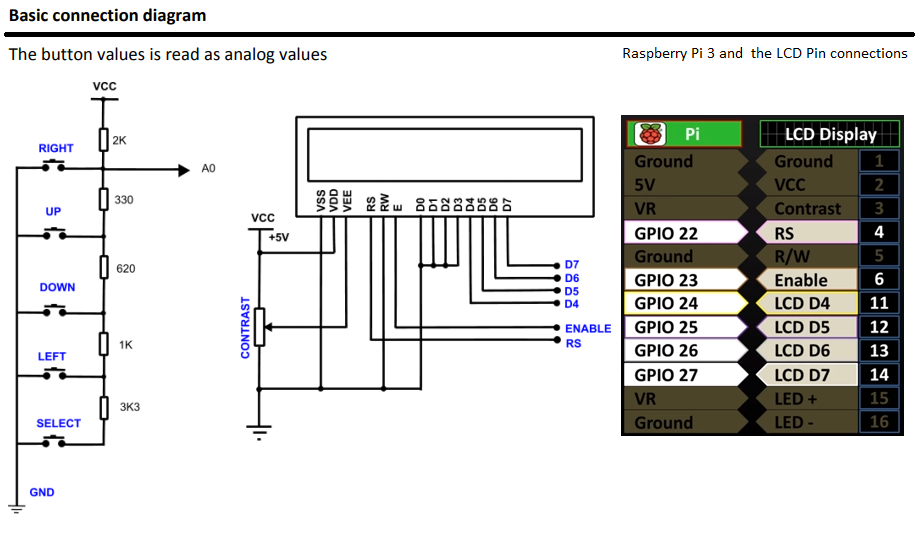 Basic connection diagram
The button values is read as analog values
Raspberry Pi 3 and the LCD Pin connections
VCC
2K
RIGHT
A0
330
UP
620
DOWN
1K
LEFT
3K3
SELECT
GND
VSS
VDD
VEE
RS
RW
E
D0
D1
D2
D3
D4
D5
D6
D7
VCC
+5V
CONTRAST
D7
D6
D5
D4
ENABLE
RS
Pi LCD Display
Ground Ground 1
5V VCC 2
VR Contrast 3
GPIO 22 RS 4
Ground R/W 5
GPIO 23 Enable 6
GPIO 24 LCD D4 11
GPIO 25 LCD D5 12
GPIO 26 LCD D6 13
GPIO 27 LCD D7 14
VR LED + 15
Ground LED - 16